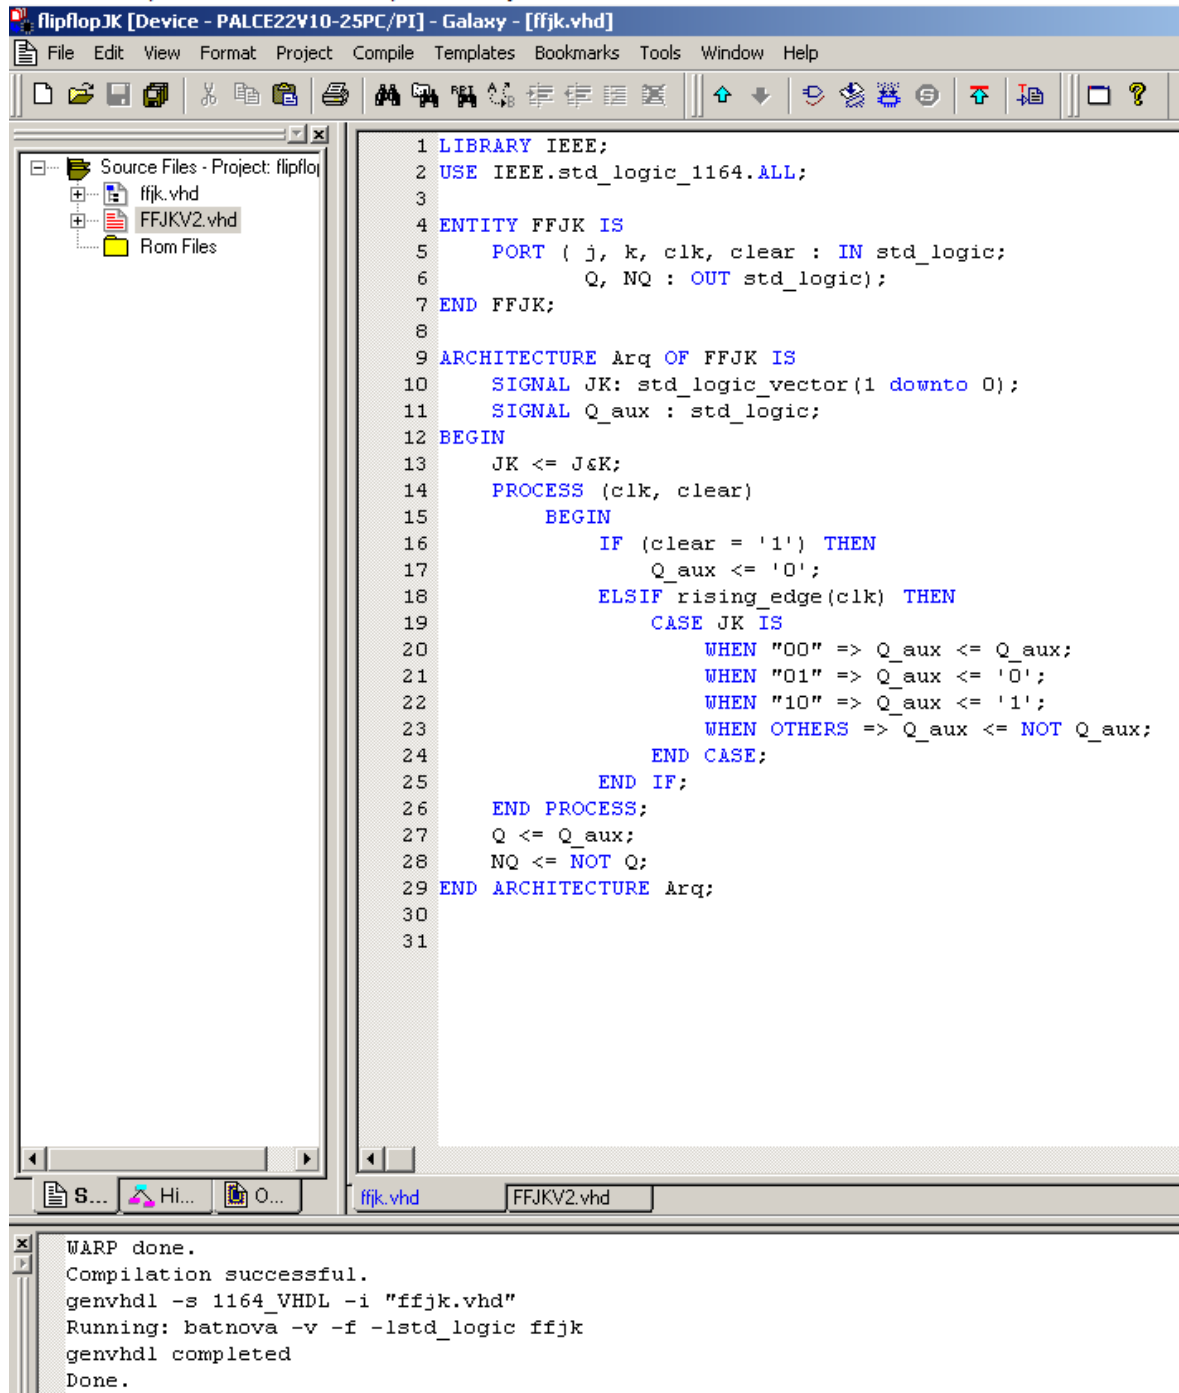 flipflopJK [Device - PALCE22V10-25PC/PI] - Galaxy - [ffjk.vhd]
File Edit View Format Project Compile Templates Bookmarks Tools Window Help
Source Files - Project: flipflop
ffjk.vhd
FFJKV2.vhd
Rom Files
1 LIBRARY IEEE;
2 USE IEEE.std_logic_1164.ALL;
3
4 ENTITY FFJK IS
5     PORT ( j, k, clk, clear : IN std_logic;
6            Q, NQ : OUT std_logic);
7 END FFJK;
8
9 ARCHITECTURE Arq OF FFJK IS
10     SIGNAL JK: std_logic_vector(1 downto 0);
11     SIGNAL Q_aux : std_logic;
12 BEGIN
13     JK <= J&K;
14     PROCESS (clk, clear)
15         BEGIN
16             IF (clear = '1') THEN
17                 Q_aux <= '0';
18             ELSIF rising_edge(clk) THEN
19                 CASE JK IS
20                     WHEN "00" => Q_aux <= Q_aux;
21                     WHEN "01" => Q_aux <= '0';
22                     WHEN "10" => Q_aux <= '1';
23                     WHEN OTHERS => Q_aux <= NOT Q_aux;
24                 END CASE;
25             END IF;
26     END PROCESS;
27     Q <= Q_aux;
28     NQ <= NOT Q;
29 END ARCHITECTURE Arq;
30
31
S... Hi... O...
ffjk.vhd FFJKV2.vhd
WARP done.
Compilation successful.
genvhdl -s 1164_VHDL -i "ffjk.vhd"
Running: batnova -v -f -lstd_logic ffjk
genvhdl completed
Done.